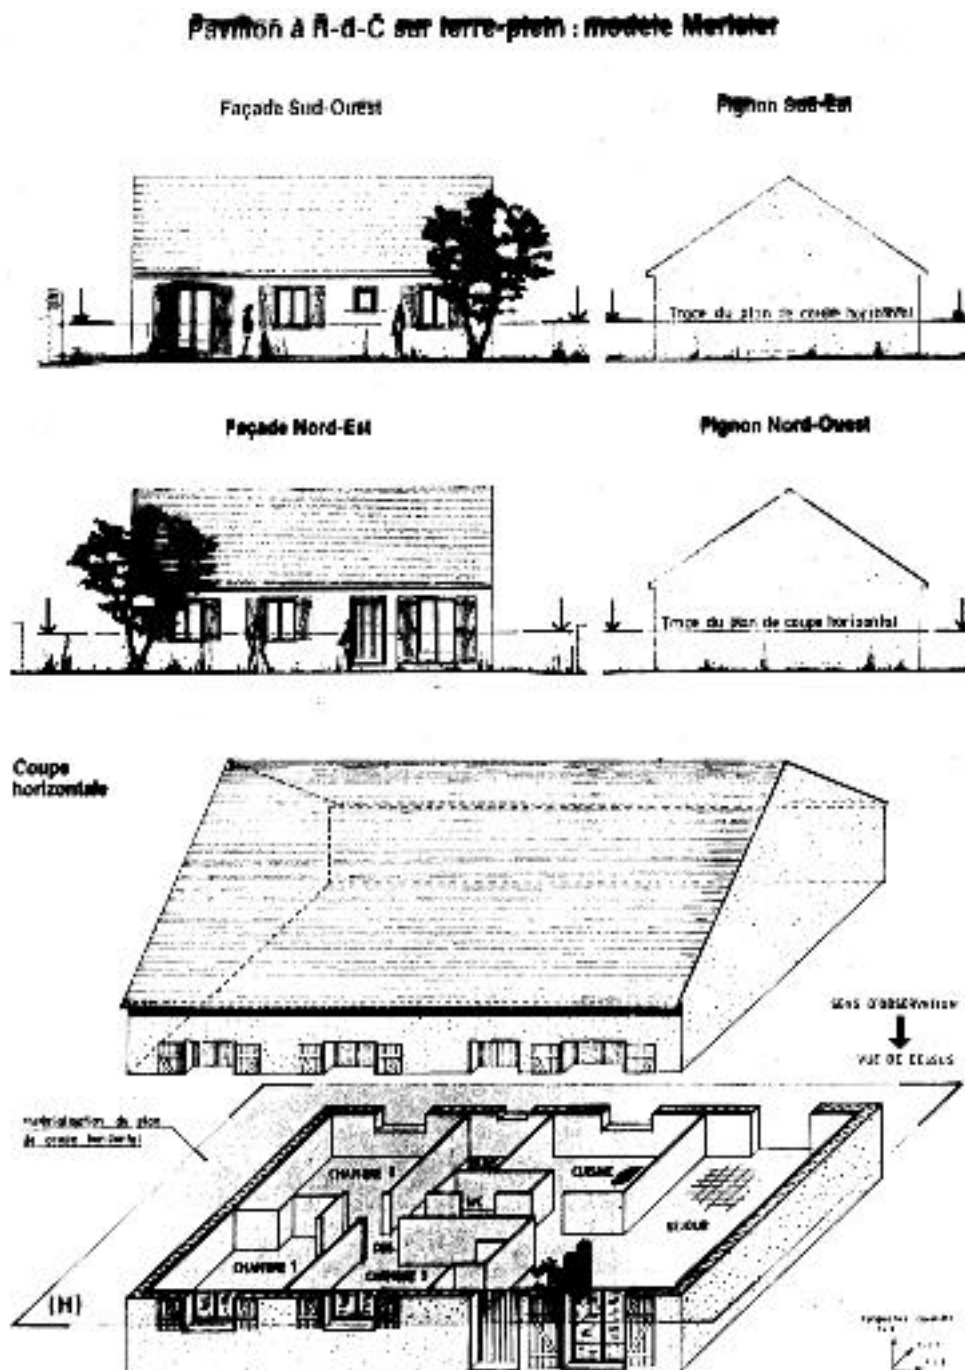 Pavillon à R-d-C sur terre-plein : modèle Merisier
Façade Sud-Ouest
Pignon Sud-Est
Trace du plan de coupe horizontal
Façade Nord-Est
Pignon Nord-Ouest
Trace du plan de coupe horizontal
Coupe
horizontale
SENS D'OBSERVATION
VUE DE DESSUS
Matérialisation du plan
de coupe horizontal
CHAMBRE
CUISINE
WC
SEJOUR
CHAMBRE 1
CHAMBRE 3
(H)